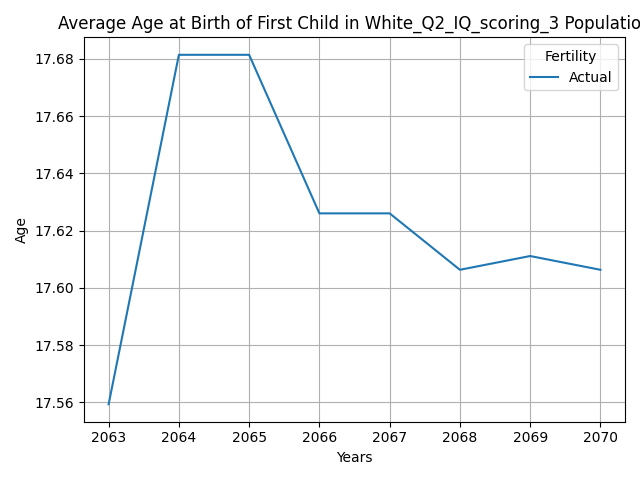 Average Age at Birth of First Child in White_Q2_IQ_scoring_3 Populatio
Fertility
Actual
17.68
17.66
17.64
17.62
17.60
17.58
17.56
Age
2063 2064 2065 2066 2067 2068 2069 2070
Years